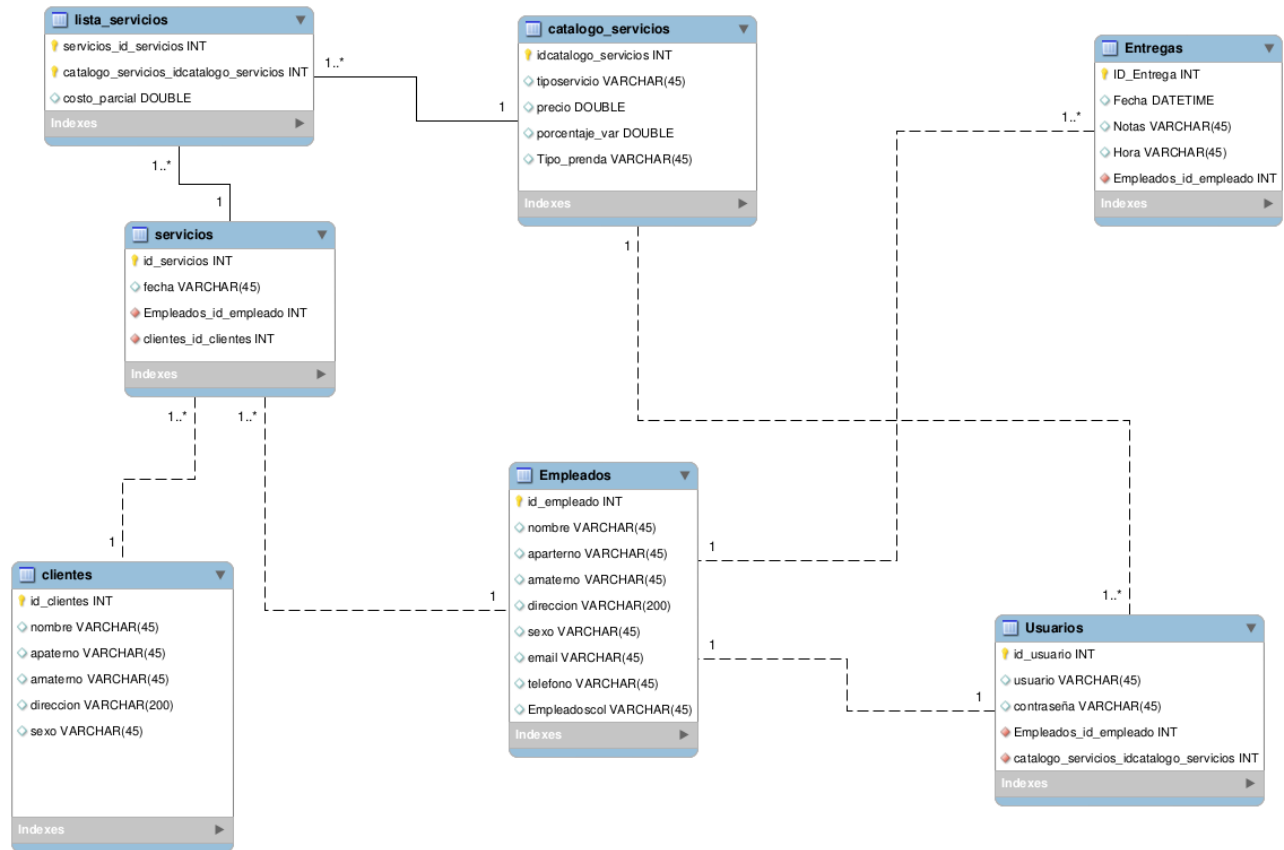 lista_servicios
servicios_id_servicios INT
catalogo_servicios_idcatalogo_servicios INT
costo_parcial DOUBLE
Indexes
1..*
1
catalogo_servicios
idcatalogo_servicios INT
tiposervicio VARCHAR(45)
precio DOUBLE
porcentaje_var DOUBLE
Tipo_prenda VARCHAR(45)
Indexes
1
Entregas
ID_Entrega INT
Fecha DATETIME
Notas VARCHAR(45)
Hora VARCHAR(45)
Empleados_id_empleado INT
Indexes
1..*
1..*
1
servicios
id_servicios INT
fecha VARCHAR(45)
Empleados_id_empleado INT
clientes_id_clientes INT
Indexes
1..*
1..*
1
clientes
id_clientes INT
nombre VARCHAR(45)
apaterno VARCHAR(45)
amaterno VARCHAR(45)
direccion VARCHAR(200)
sexo VARCHAR(45)
Indexes
1
Empleados
id_empleado INT
nombre VARCHAR(45)
aparterno VARCHAR(45)
amaterno VARCHAR(45)
direccion VARCHAR(200)
sexo VARCHAR(45)
email VARCHAR(45)
telefono VARCHAR(45)
Empleadoscol VARCHAR(45)
Indexes
1
1
1
1..*
Usuarios
id_usuario INT
usuario VARCHAR(45)
contraseña VARCHAR(45)
Empleados_id_empleado INT
catalogo_servicios_idcatalogo_servicios INT
Indexes